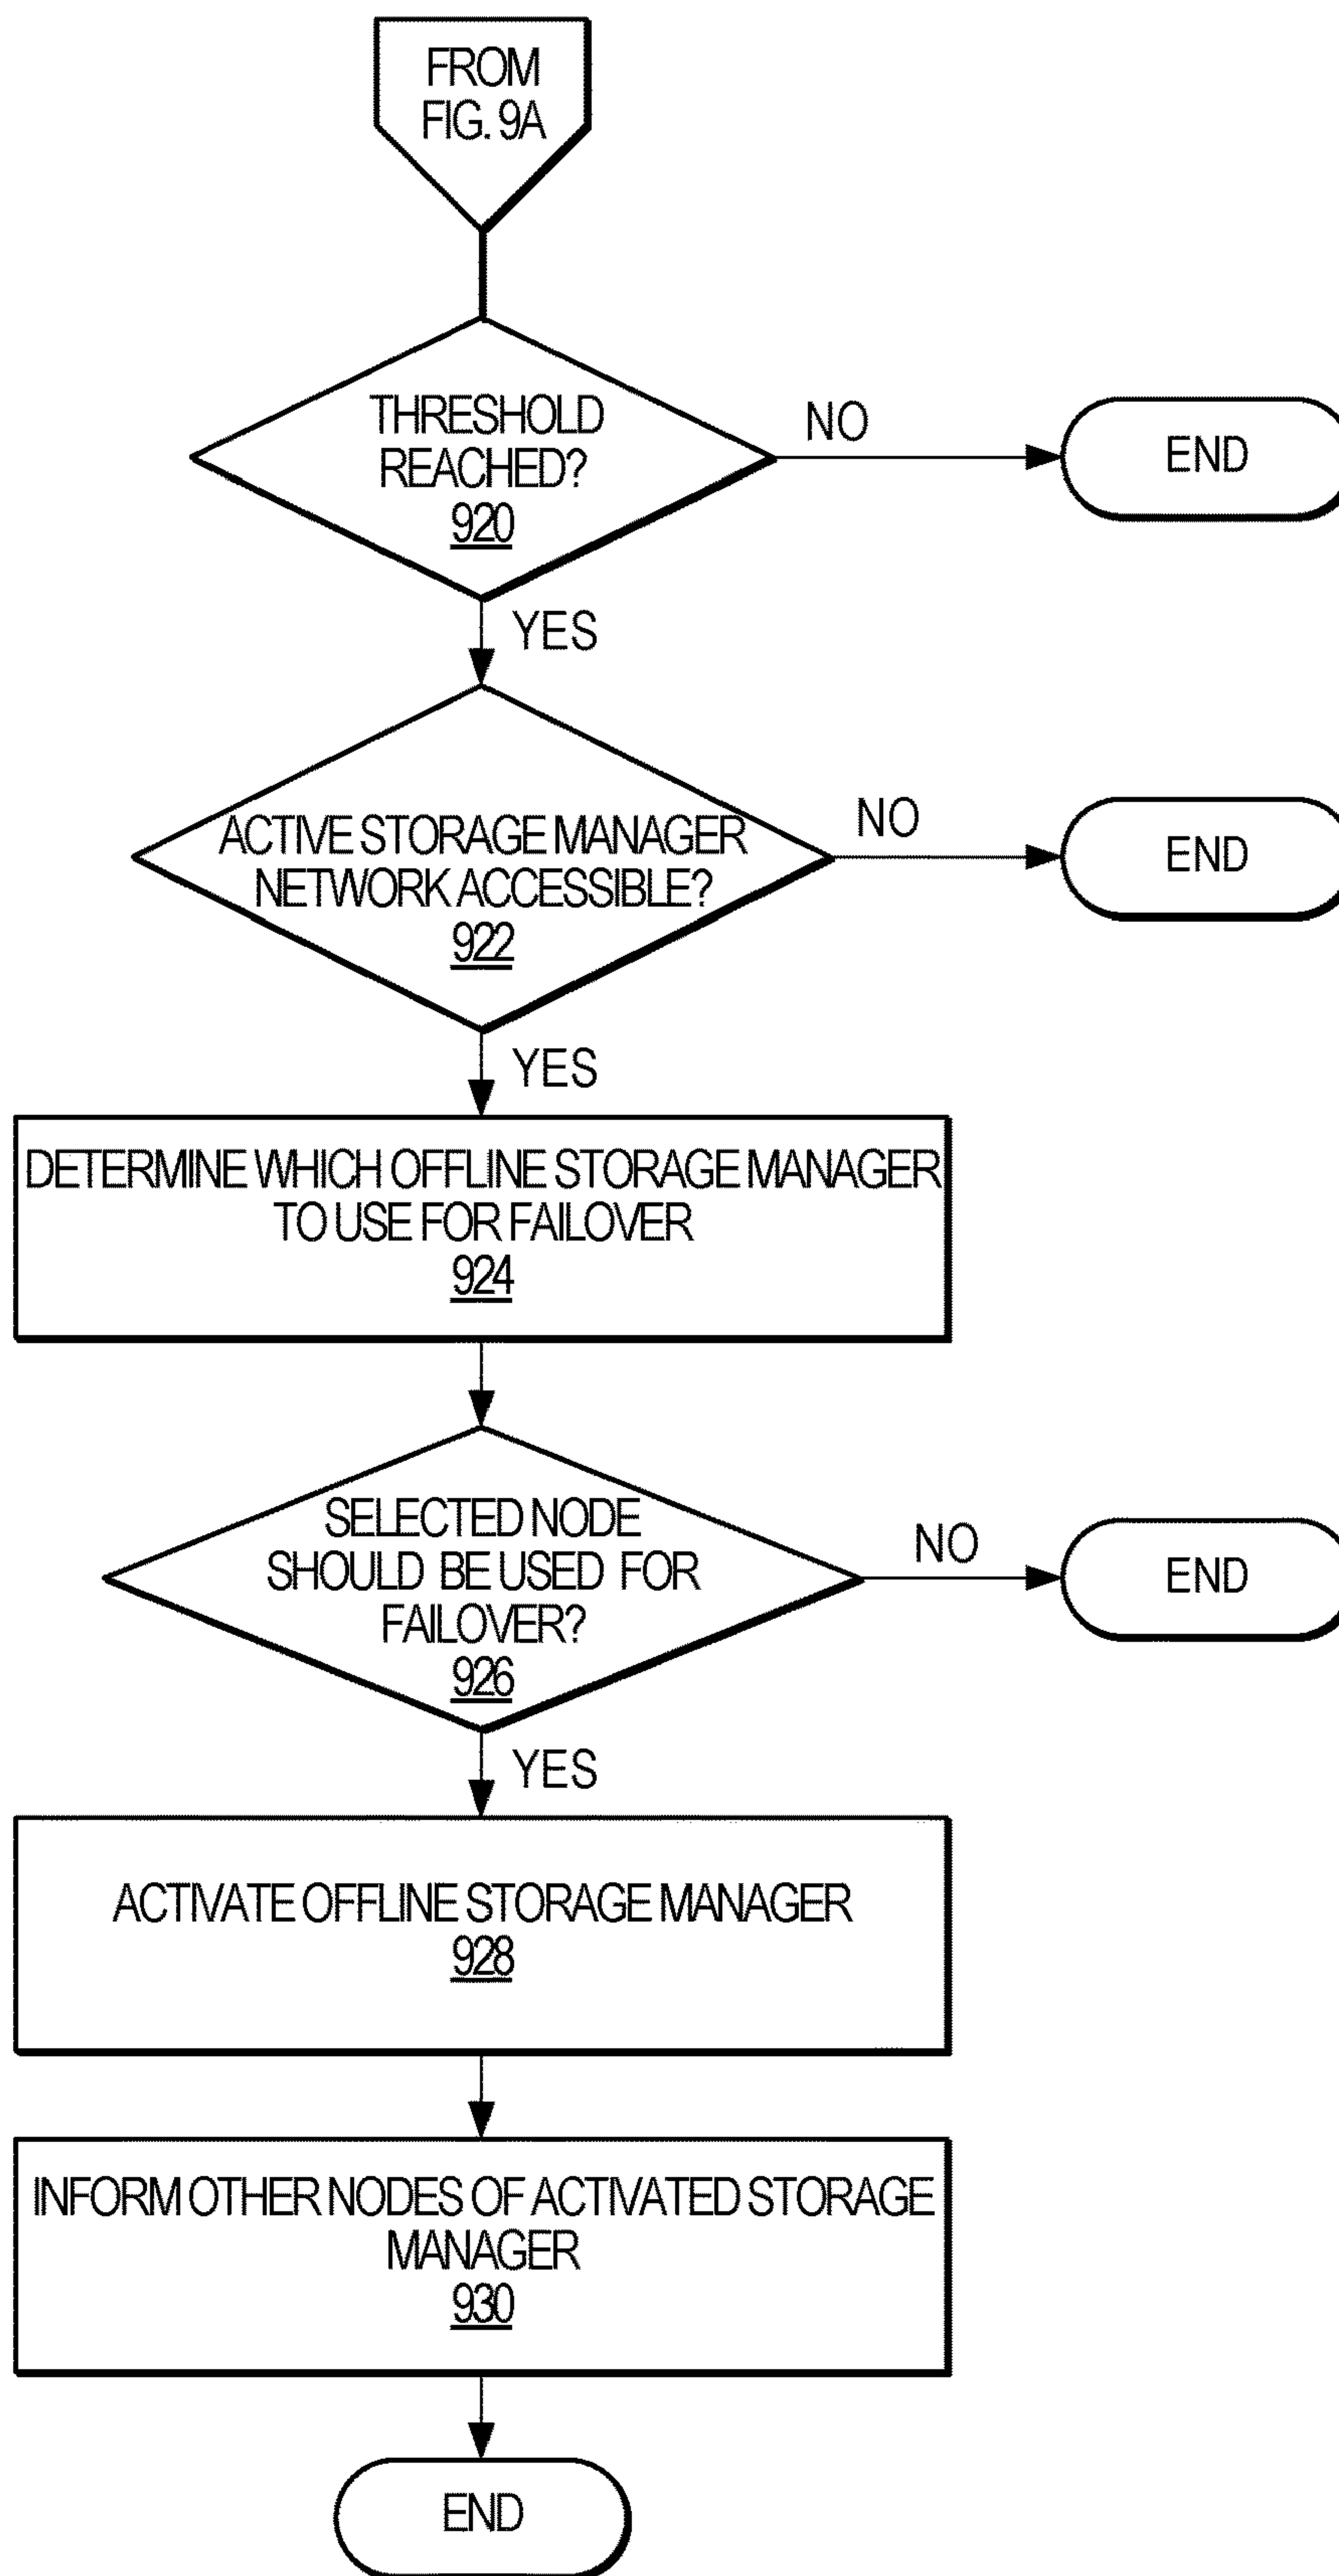 FROM
FIG. 9A
THRESHOLD
REACHED?
920
NO
END
YES
ACTIVE STORAGE MANAGER
NETWORK ACCESSIBLE?
922
NO
END
YES
DETERMINE WHICH OFFLINE STORAGE MANAGER
TO USE FOR FAILOVER
924
SELECTED NODE
SHOULD BE USED FOR
FAILOVER?
926
NO
END
YES
ACTIVATE OFFLINE STORAGE MANAGER
928
INFORM OTHER NODES OF ACTIVATED STORAGE
MANAGER
930
END